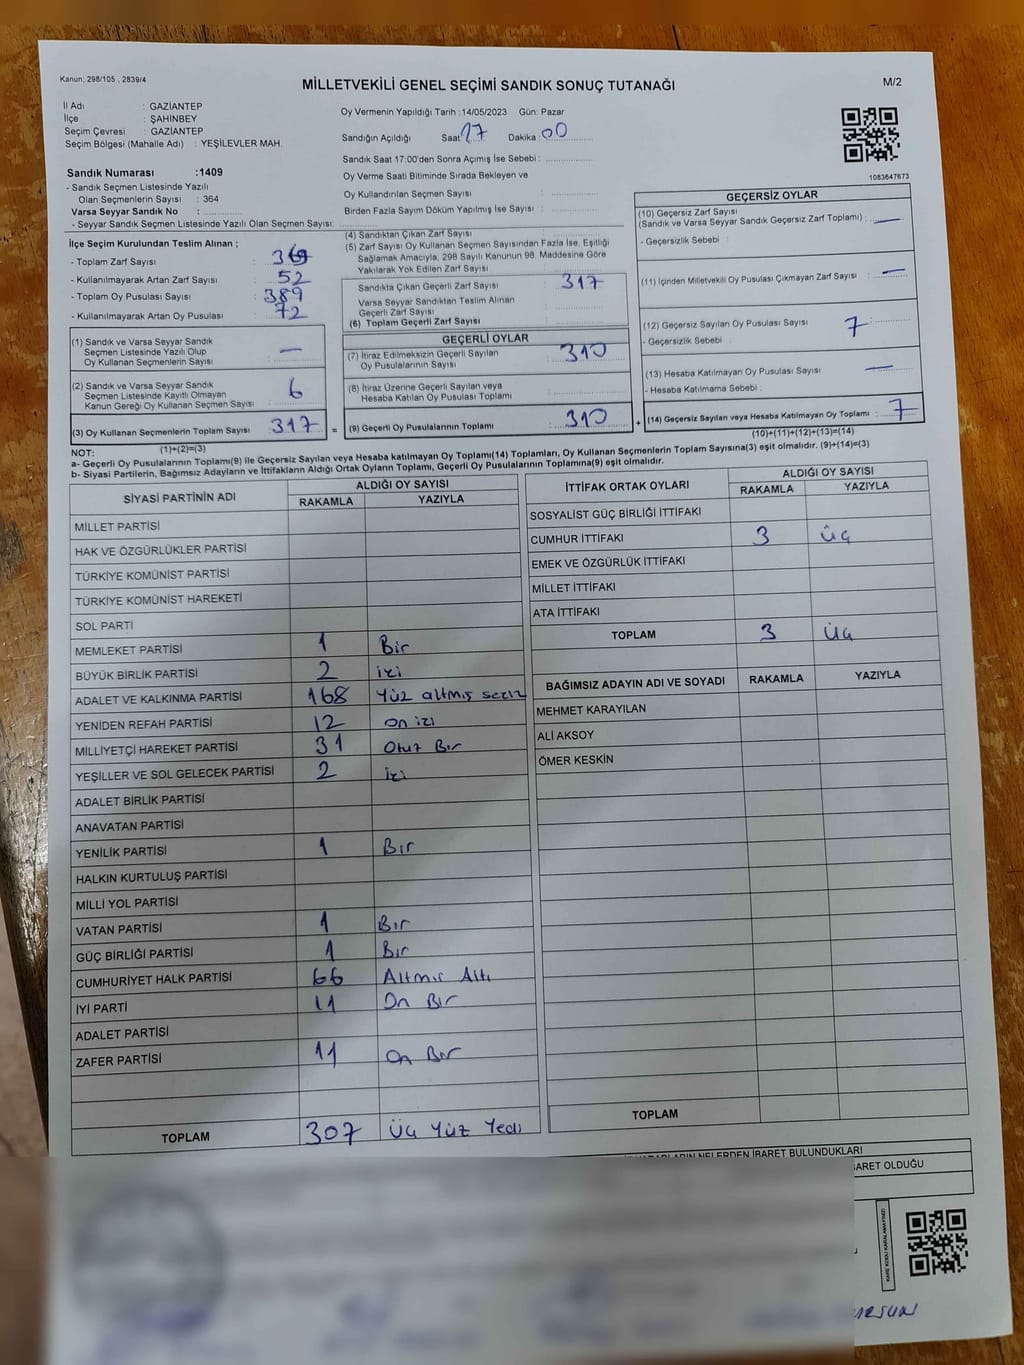 Kanun; 298/105 , 2839/4
MİLLETVEKİLİ GENEL SEÇİMİ SANDIK SONUÇ TUTANAĞI
M/2
İl Adı : GAZİANTEP
İlçe : ŞAHİNBEY
Seçim Çevresi : GAZİANTEP
Seçim Bölgesi (Mahalle Adı) : YEŞİLEVLER MAH.
Sandık Numarası :1409
- Sandık Seçmen Listesinde Yazılı
Olan Seçmenlerin Sayısı : 364
Varsa Seyyar Sandık No :
- Seyyar Sandık Seçmen Listesinde Yazılı Olan Seçmen Sayısı:
Oy Vermenin Yapıldığı Tarih :14/05/2023 Gün: Pazar
Sandığın Açıldığı Saat: 17 Dakika: 00
Sandık Saat 17:00'den Sonra Açımış İse Sebebi :
Oy Verme Saati Bitiminde Sırada Bekleyen ve
Oy Kullandırılan Seçmen Sayısı :
Birden Fazla Sayım Döküm Yapılmış İse Sayısı :
1083647673
İlçe Seçim Kurulundan Teslim Alınan ;
- Toplam Zarf Sayısı :
- Kullanılmayarak Artan Zarf Sayısı : 52
- Toplam Oy Pusulası Sayısı : 389
- Kullanılmayarak Artan Oy Pusulası : 72
(1) Sandık ve Varsa Seyyar Sandık
Seçmen Listesinde Yazılı Olup
Oy Kullanan Seçmenlerin Sayısı : —
(2) Sandık ve Varsa Seyyar Sandık
Seçmen Listesinde Kayıtlı Olmayan
Kanun Gereği Oy Kullanan Seçmen Sayısı : 6
(3) Oy Kullanan Seçmenlerin Toplam Sayısı : 317
(1)+(2)=(3)
(4) Sandıktan Çıkan Zarf Sayısı :
(5) Zarf Sayısı Oy Kullanan Seçmen Sayısından Fazla İse, Eşitliği
Sağlamak Amacıyla, 298 Sayılı Kanunun 98. Maddesine Göre
Yakılarak Yok Edilen Zarf Sayısı :
Sandıkta Çıkan Geçerli Zarf Sayısı : 317
Varsa Seyyar Sandıktan Teslim Alınan
Geçerli Zarf Sayısı :
(6) Toplam Geçerli Zarf Sayısı :
GEÇERLİ OYLAR
(7) İtiraz Edilmeksizin Geçerli Sayılan
Oy Pusulasının Sayısı : 310
(8) İtiraz Üzerine Geçerli Sayılan veya
Hesaba Katılan Oy Pusulası Toplamı :
= (9) Geçerli Oy Pusulalarının Toplamı : 310
GEÇERSİZ OYLAR
(10) Geçersiz Zarf Sayısı
(Sandık ve Varsa Seyyar Sandık Geçersiz Zarf Toplamı) : —
- Geçersizlik Sebebi :
(11) İçinden Milletvekili Oy Pusulası Çıkmayan Zarf Sayısı : —
(12) Geçersiz Sayılan Oy Pusulası Sayısı : 7
- Geçersizlik Sebebi :
(13) Hesaba Katılmayan Oy Pusulası Sayısı : —
- Hesaba Katılmama Sebebi :
+ (14) Geçersiz Sayılan veya Hesaba Katılmayan Oy Toplamı : 7
(10)+(11)+(12)+(13)=(14)
NOT:
a- Geçerli Oy Pusulalarının Toplamı(9) ile Geçersiz Sayılan veya Hesaba katılmayan Oy Toplamı(14) Toplamları, Oy Kullanan Seçmenlerin Toplam Sayısına(3) eşit olmalıdır. (9)+(14)=(3)
b- Siyasi Partilerin, Bağımsız Adayların ve İttifakların Aldığı Ortak Oyların Toplamı, Geçerli Oy Pusulalarının Toplamına(9) eşit olmalıdır.
SİYASİ PARTİNİN ADI ALDIĞI OY SAYISI
RAKAMLA YAZIYLA
MİLLET PARTİSİ
HAK VE ÖZGÜRLÜKLER PARTİSİ
TÜRKİYE KOMÜNİST PARTİSİ
TÜRKİYE KOMÜNİST HAREKETİ
SOL PARTİ
MEMLEKET PARTİSİ 1 Bir
BÜYÜK BİRLİK PARTİSİ 2 iki
ADALET VE KALKINMA PARTİSİ 168 Yüz altmış sekiz
YENİDEN REFAH PARTİSİ 12 on iki
MİLLİYETÇİ HAREKET PARTİSİ 31 Otuz Bir
YEŞİLLER VE SOL GELECEK PARTİSİ 2 iki
ADALET BİRLİK PARTİSİ
ANAVATAN PARTİSİ
YENİLİK PARTİSİ 1 Bir
HALKIN KURTULUŞ PARTİSİ
MİLLİ YOL PARTİSİ
VATAN PARTİSİ 1 Bir
GÜÇ BİRLİĞİ PARTİSİ 1 Bir
CUMHURİYET HALK PARTİSİ 66 Altmış Altı
İYİ PARTİ 11 On Bir
ADALET PARTİSİ
ZAFER PARTİSİ 11 On Bir
TOPLAM 307 Üç Yüz Yedi
İTTİFAK ORTAK OYLARI ALDIĞI OY SAYISI
RAKAMLA YAZIYLA
SOSYALİST GÜÇ BİRLİĞİ İTTİFAKI
CUMHUR İTTİFAKI 3 üç
EMEK VE ÖZGÜRLÜK İTTİFAKI
MİLLET İTTİFAKI
ATA İTTİFAKI
TOPLAM 3 üç
BAĞIMSIZ ADAYIN ADI VE SOYADI RAKAMLA YAZIYLA
MEHMET KARAYILAN
ALİ AKSOY
ÖMER KESKİN
TOPLAM
NELERDEN İBARET BULUNDUKLARI
İBARET OLDUĞU
KARE KODU KARALAMAYINIZ!